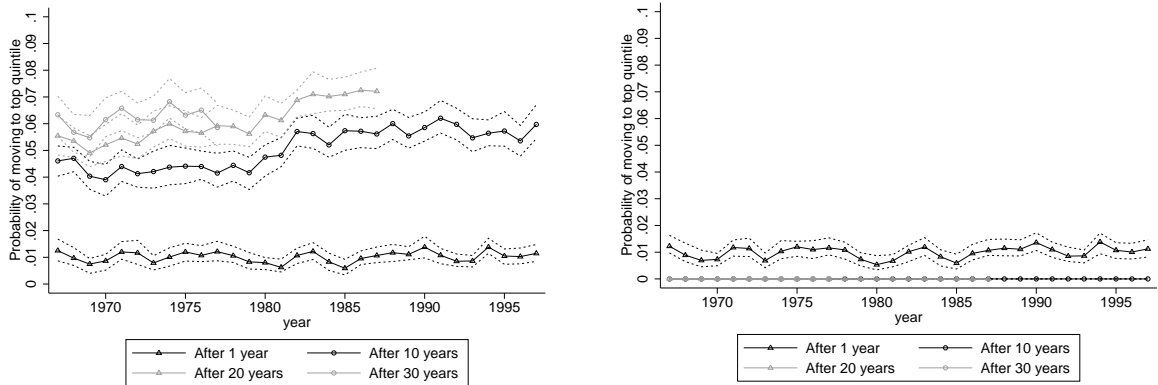 Probability of moving to top quintile
0 .01 .02 .03 .04 .05 .06 .07 .08 .09 .1
1970 1975 1980 1985 1990 1995
year
After 1 year After 10 years
After 20 years After 30 years
Probability of moving to top quintile
0 .01 .02 .03 .04 .05 .06 .07 .08 .09 .1
1970 1975 1980 1985 1990 1995
year
After 1 year After 10 years
After 20 years After 30 years